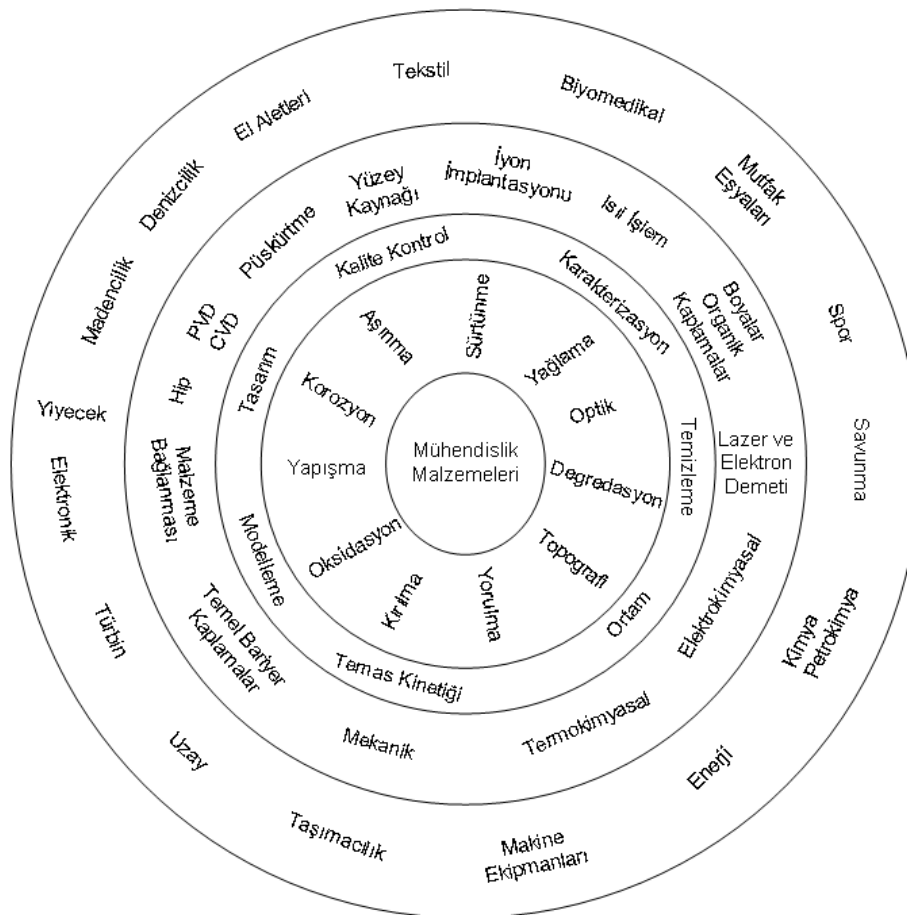 Tekstil
Biyomedikal
Mutfak
Eşyaları
Spor
Savunma
Kimya
Petrokimya
Enerji
Makine
Ekipmanları
Taşımacılık
Uzay
Türbin
Elektronik
Yiyecek
Madencilik
Denizcilik
El Aletleri
İyon
İmplantasyonu
Isıl İşlem
Boyalar
Organik
Kaplamalar
Lazer ve
Elektron
Demeti
Elektrokimyasal
Termokimyasal
Mekanik
Temel Bariyer
Kaplamalar
Malzeme
Bağlanması
Hip
PVD
CVD
Püskürtme
Yüzey
Kaynağı
Kalite Kontrol
Karakterizasyon
Temizleme
Ortam
Temas Kinetiği
Modelleme
Tasarım
Sürtünme
Yağlama
Optik
Degredasyon
Topografi
Yorulma
Kırılma
Oksidasyon
Yapışma
Korozyon
Aşınma
Mühendislik
Malzemeleri